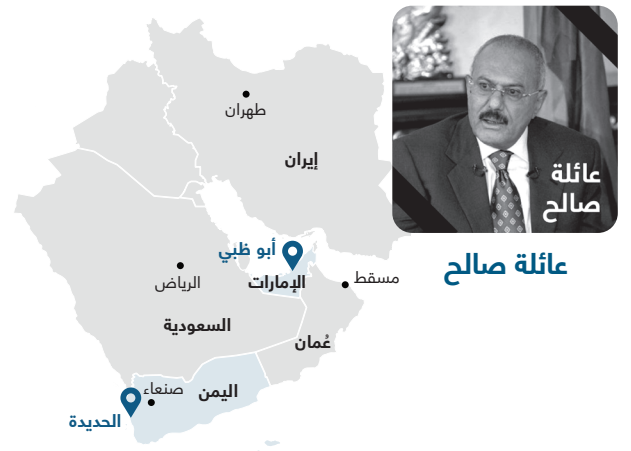 طهران
إيران
عائلة
صالح
عائلة صالح
أبو ظبي
الإمارات
مسقط
الرياض
السعودية
عُمان
صنعاء
اليمن
الحديدة